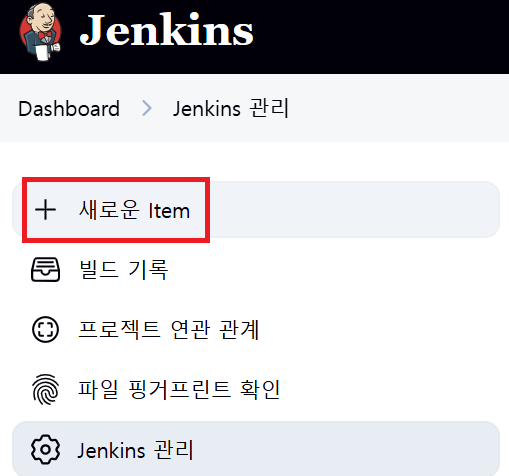 Jenkins
Dashboard > Jenkins 관리
새로운 Item
빌드 기록
프로젝트 연관 관계
파일 핑거프린트 확인
Jenkins 관리